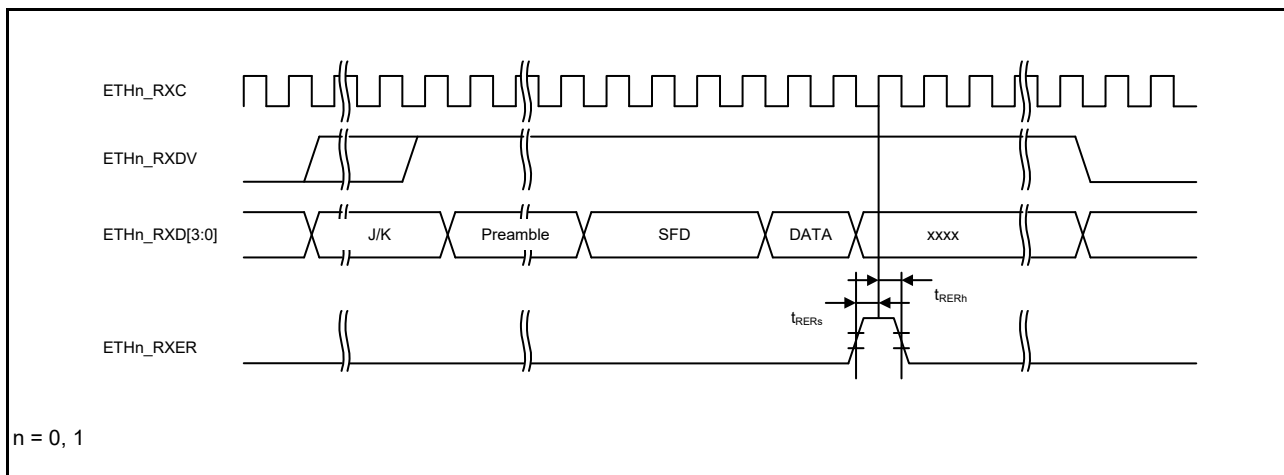 ETHn_RXC
ETHn_RXDV
ETHn_RXD[3:0]
J/K
Preamble
SFD
DATA
xxxx
tRERh
tRERs
ETHn_RXER
n = 0, 1